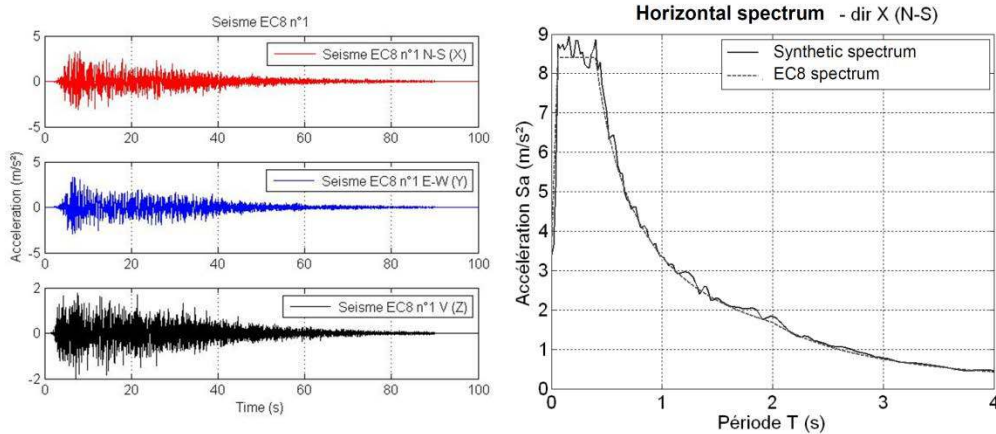 Seisme EC8 n°1
5
0
-5
Seisme EC8 n°1 N-S (X)
0 20 40 60 80 100
Acceleration (m/s²)
5
0
-5
Seisme EC8 n°1 E-W (Y)
0 20 40 60 80 100
2
0
-2
Seisme EC8 n°1 V (Z)
0 20 40 60 80 100
Time (s)
Horizontal spectrum - dir X (N-S)
Synthetic spectrum
EC8 spectrum
Accélération Sa (m/s²)
9
8
7
6
5
4
3
2
1
0
0 1 2 3 4
Période T (s)